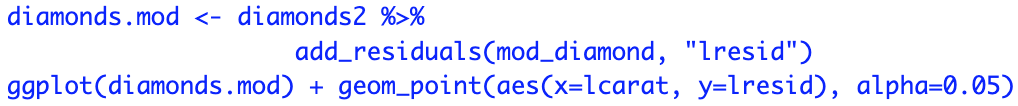 diamonds.mod <- diamonds2 %>%
                    add_residuals(mod_diamond, "lresid")
ggplot(diamonds.mod) + geom_point(aes(x=lcarat, y=lresid), alpha=0.05)